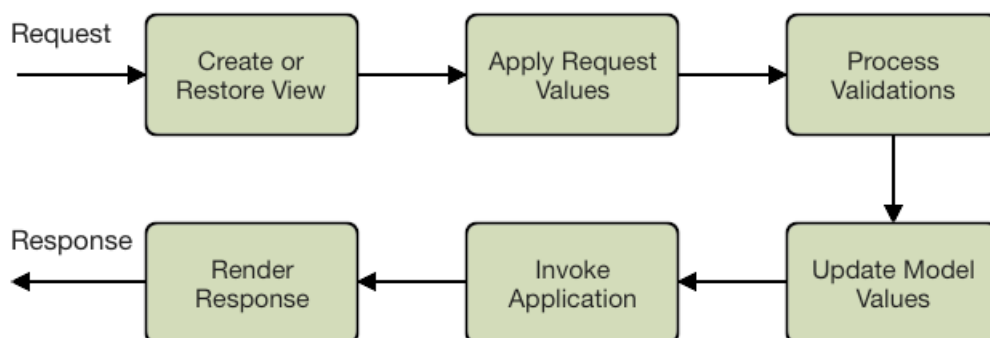 Request
Create or
Restore View
Apply Request
Values
Process
Validations
Response
Render
Response
Invoke
Application
Update Model
Values